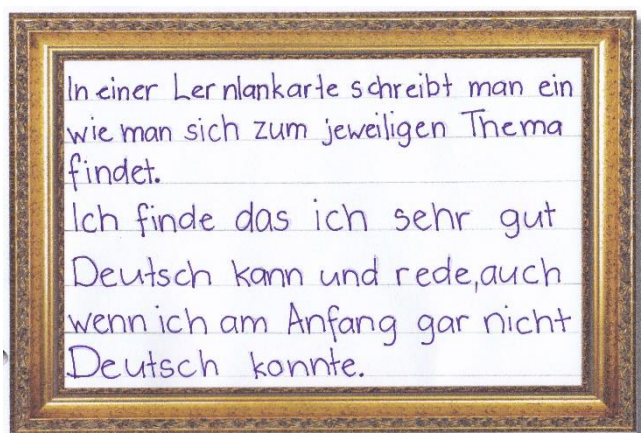 In einer Lernlankarte schreibt man ein
wie man sich zum jeweiligen Thema
findet.
Ich finde das ich sehr gut
Deutsch kann und rede, auch
wenn ich am Anfang gar nicht
Deutsch konnte.